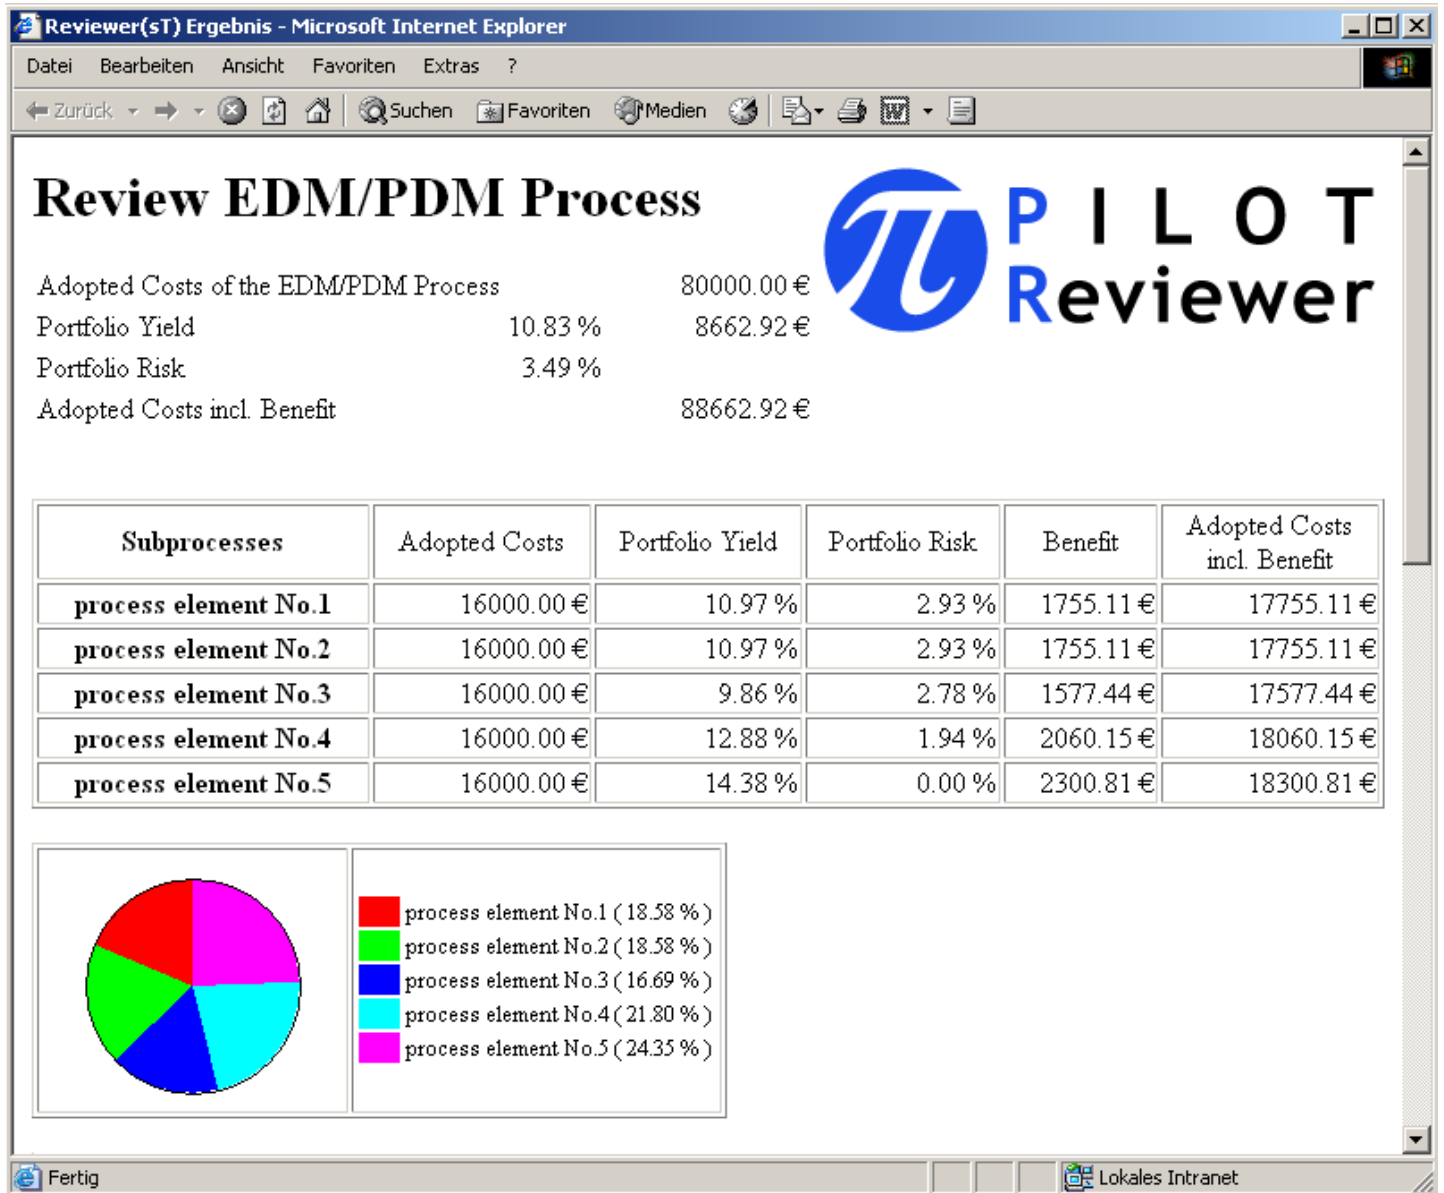 Reviewer(sT) Ergebnis - Microsoft Internet Explorer
Datei Bearbeiten Ansicht Favoriten Extras ?
Zurück Suchen Favoriten Medien
Review EDM/PDM Process
π PILOT
Reviewer
Adopted Costs of the EDM/PDM Process 80000.00 €
Portfolio Yield 10.83 % 8662.92 €
Portfolio Risk 3.49 %
Adopted Costs incl. Benefit 88662.92 €
Subprocesses Adopted Costs Portfolio Yield Portfolio Risk Benefit Adopted Costs
incl. Benefit
process element No.1 16000.00 € 10.97 % 2.93 % 1755.11 € 17755.11 €
process element No.2 16000.00 € 10.97 % 2.93 % 1755.11 € 17755.11 €
process element No.3 16000.00 € 9.86 % 2.78 % 1577.44 € 17577.44 €
process element No.4 16000.00 € 12.88 % 1.94 % 2060.15 € 18060.15 €
process element No.5 16000.00 € 14.38 % 0.00 % 2300.81 € 18300.81 €
process element No.1 ( 18.58 % )
process element No.2 ( 18.58 % )
process element No.3 ( 16.69 % )
process element No.4 ( 21.80 % )
process element No.5 ( 24.35 % )
Fertig Lokales Intranet